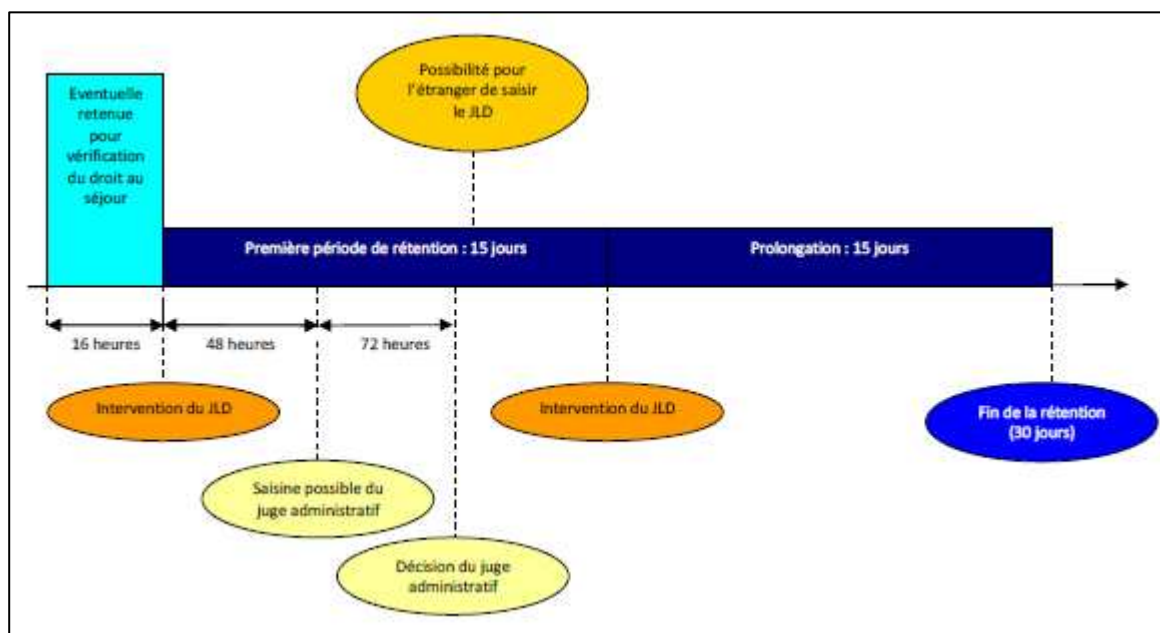 Possibilité pour
l'étranger de saisir
le JLD
Eventuelle
retenue
pour
vérification
du droit au
séjour
Première période de rétention : 15 jours
Prolongation : 15 jours
16 heures
48 heures
72 heures
Intervention du JLD
Intervention du JLD
Fin de la rétention
(30 jours)
Saisine possible du
juge administratif
Décision du juge
administratif